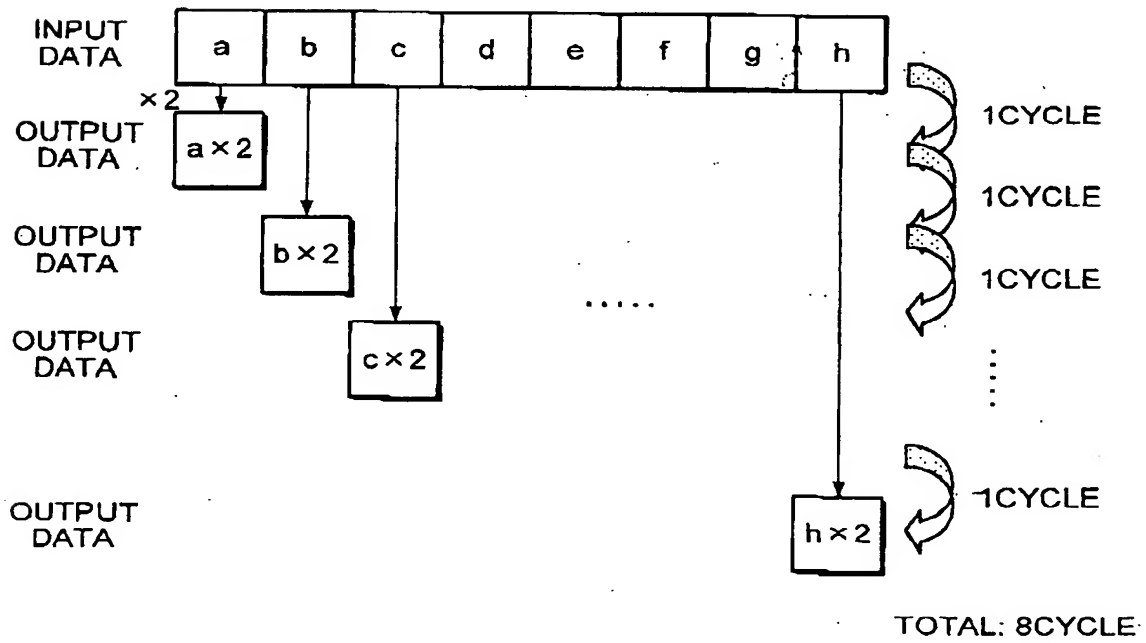 INPUT DATA
a b c d e f g h
×2
1CYCLE
OUTPUT DATA
a×2
1CYCLE
OUTPUT DATA
b×2
1CYCLE
.....
OUTPUT DATA
c×2
.....
OUTPUT DATA
h×2
1CYCLE
TOTAL: 8CYCLE